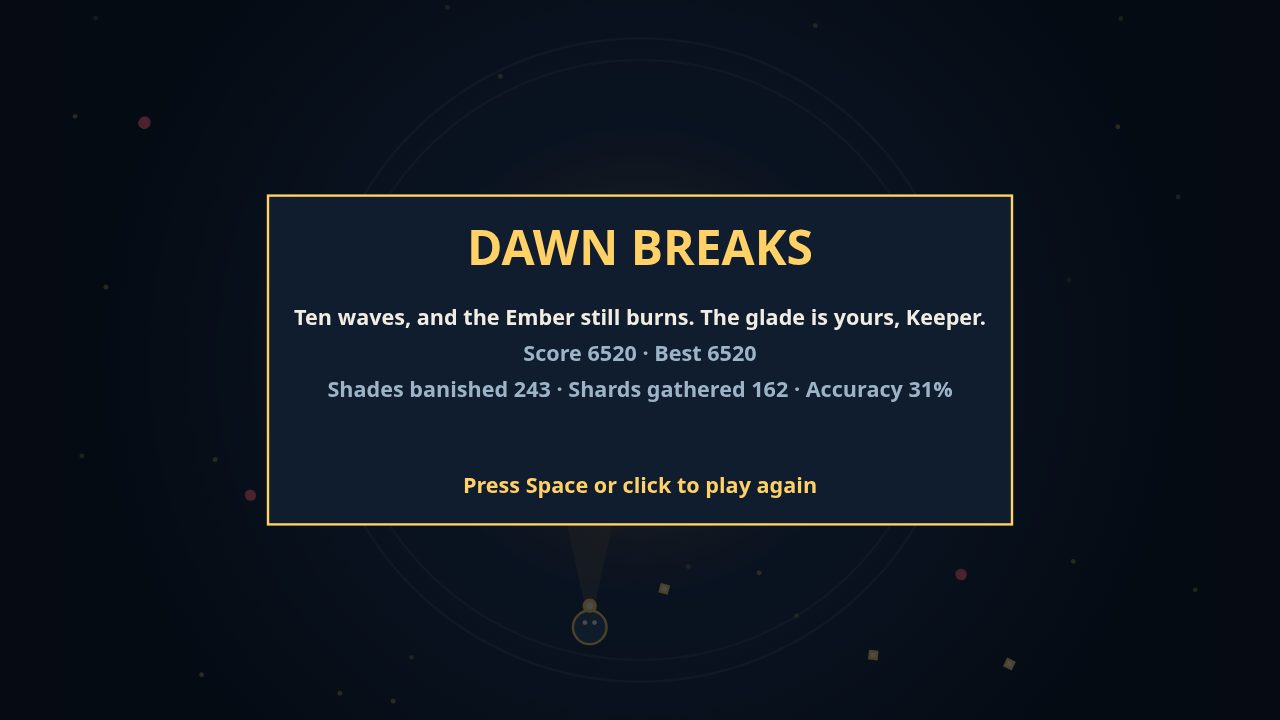 DAWN BREAKS
Ten waves, and the Ember still burns. The glade is yours, Keeper.
Score 6520 · Best 6520
Shades banished 243 · Shards gathered 162 · Accuracy 31%
Press Space or click to play again